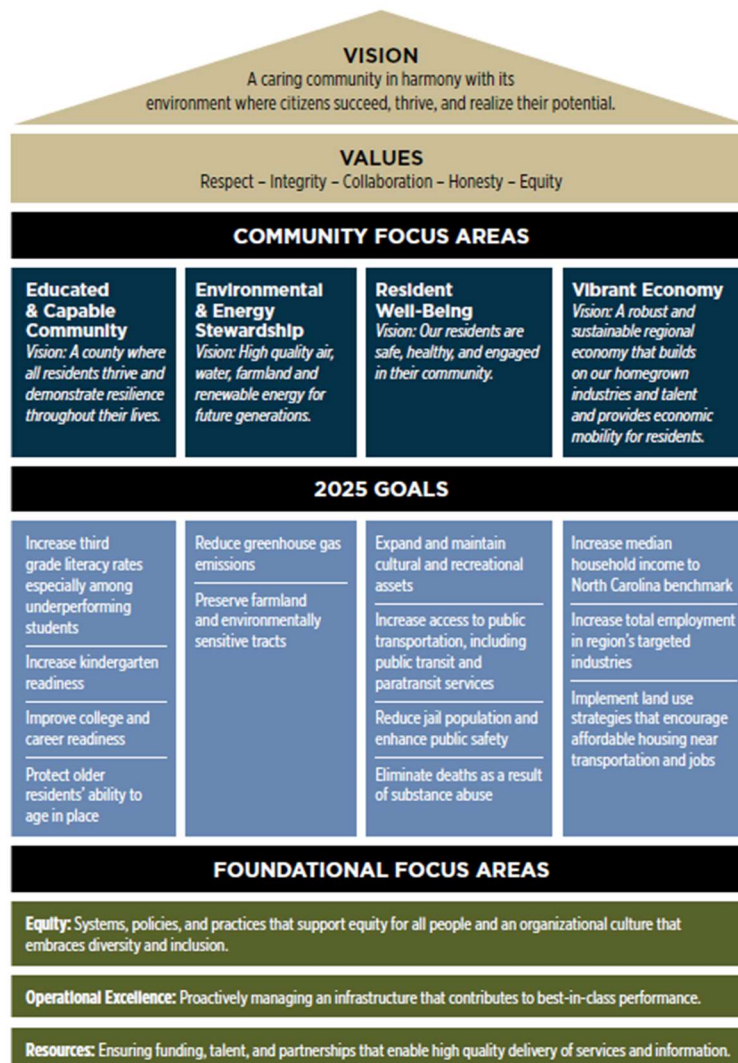 VISION
A caring community in harmony with its
environment where citizens succeed, thrive, and realize their potential.
VALUES
Respect – Integrity – Collaboration – Honesty – Equity
COMMUNITY FOCUS AREAS
Educated
& Capable
Community
Vision: A county where
all residents thrive and
demonstrate resilience
throughout their lives.
Environmental
& Energy
Stewardship
Vision: High quality air,
water, farmland and
renewable energy for
future generations.
Resident
Well-Being
Vision: Our residents are
safe, healthy, and engaged
in their community.
Vibrant Economy
Vision: A robust and
sustainable regional
economy that builds
on our homegrown
industries and talent
and provides economic
mobility for residents.
2025 GOALS
Increase third
grade literacy rates
especially among
underperforming
students
Increase kindergarten
readiness
Improve college and
career readiness
Protect older
residents' ability to
age in place
Reduce greenhouse gas
emissions
Preserve farmland
and environmentally
sensitive tracts
Expand and maintain
cultural and recreational
assets
Increase access to public
transportation, including
public transit and
paratransit services
Reduce jail population and
enhance public safety
Eliminate deaths as a result
of substance abuse
Increase median
household income to
North Carolina benchmark
Increase total employment
in region's targeted
industries
Implement land use
strategies that encourage
affordable housing near
transportation and jobs
FOUNDATIONAL FOCUS AREAS
Equity: Systems, policies, and practices that support equity for all people and an organizational culture that
embraces diversity and inclusion.
Operational Excellence: Proactively managing an infrastructure that contributes to best-in-class performance.
Resources: Ensuring funding, talent, and partnerships that enable high quality delivery of services and information.